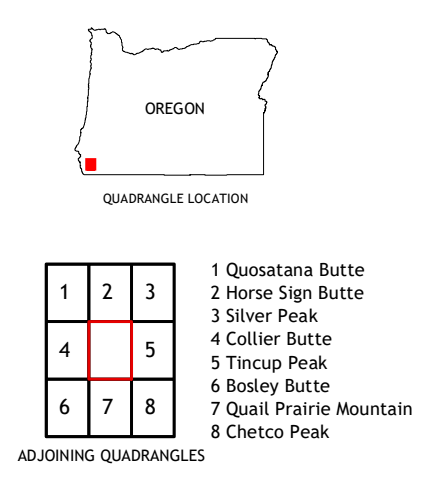 OREGON
QUADRANGLE LOCATION
1 2 3
4 5
6 7 8
ADJOINING QUADRANGLES
1 Quosatana Butte
2 Horse Sign Butte
3 Silver Peak
4 Collier Butte
5 Tincup Peak
6 Bosley Butte
7 Quail Prairie Mountain
8 Chetco Peak